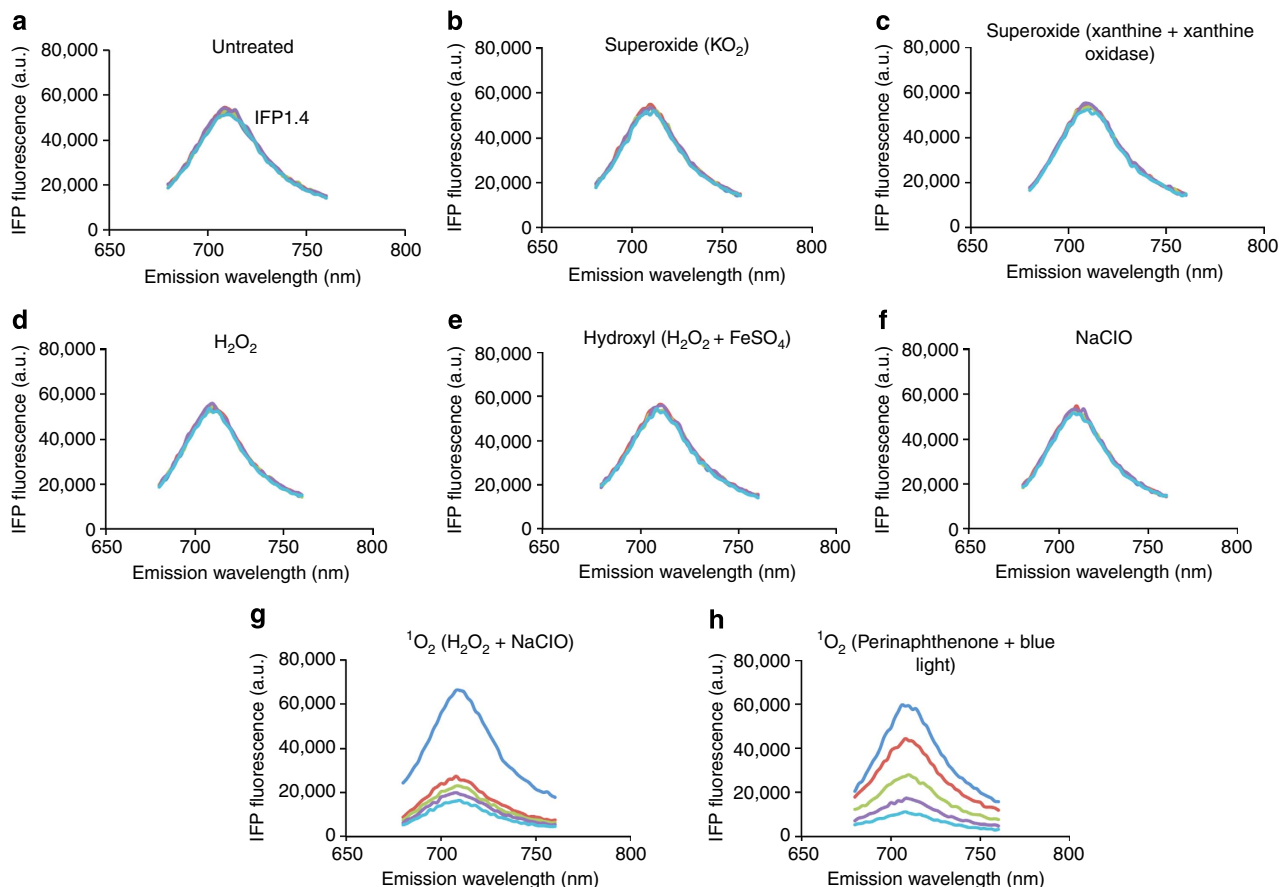 a
Untreated
IFP fluorescence (a.u.)
80,000
60,000
40,000
20,000
0
IFP1.4
650 700 750 800
Emission wavelength (nm)
b
Superoxide (KO₂)
IFP fluorescence (a.u.)
80,000
60,000
40,000
20,000
0
650 700 750 800
Emission wavelength (nm)
c
Superoxide (xanthine + xanthine
oxidase)
IFP fluorescence (a.u.)
80,000
60,000
40,000
20,000
0
650 700 750 800
Emission wavelength (nm)
d
H₂O₂
IFP fluorescence (a.u.)
80,000
60,000
40,000
20,000
0
650 700 750 800
Emission wavelength (nm)
e
Hydroxyl (H₂O₂ + FeSO₄)
IFP fluorescence (a.u.)
80,000
60,000
40,000
20,000
0
650 700 750 800
Emission wavelength (nm)
f
NaClO
IFP fluorescence (a.u.)
80,000
60,000
40,000
20,000
0
650 700 750 800
Emission wavelength (nm)
g
¹O₂ (H₂O₂ + NaClO)
IFP fluorescence (a.u.)
80,000
60,000
40,000
20,000
0
650 700 750 800
Emission wavelength (nm)
h
¹O₂ (Perinaphthenone + blue
light)
IFP fluorescence (a.u.)
80,000
60,000
40,000
20,000
0
650 700 750 800
Emission wavelength (nm)